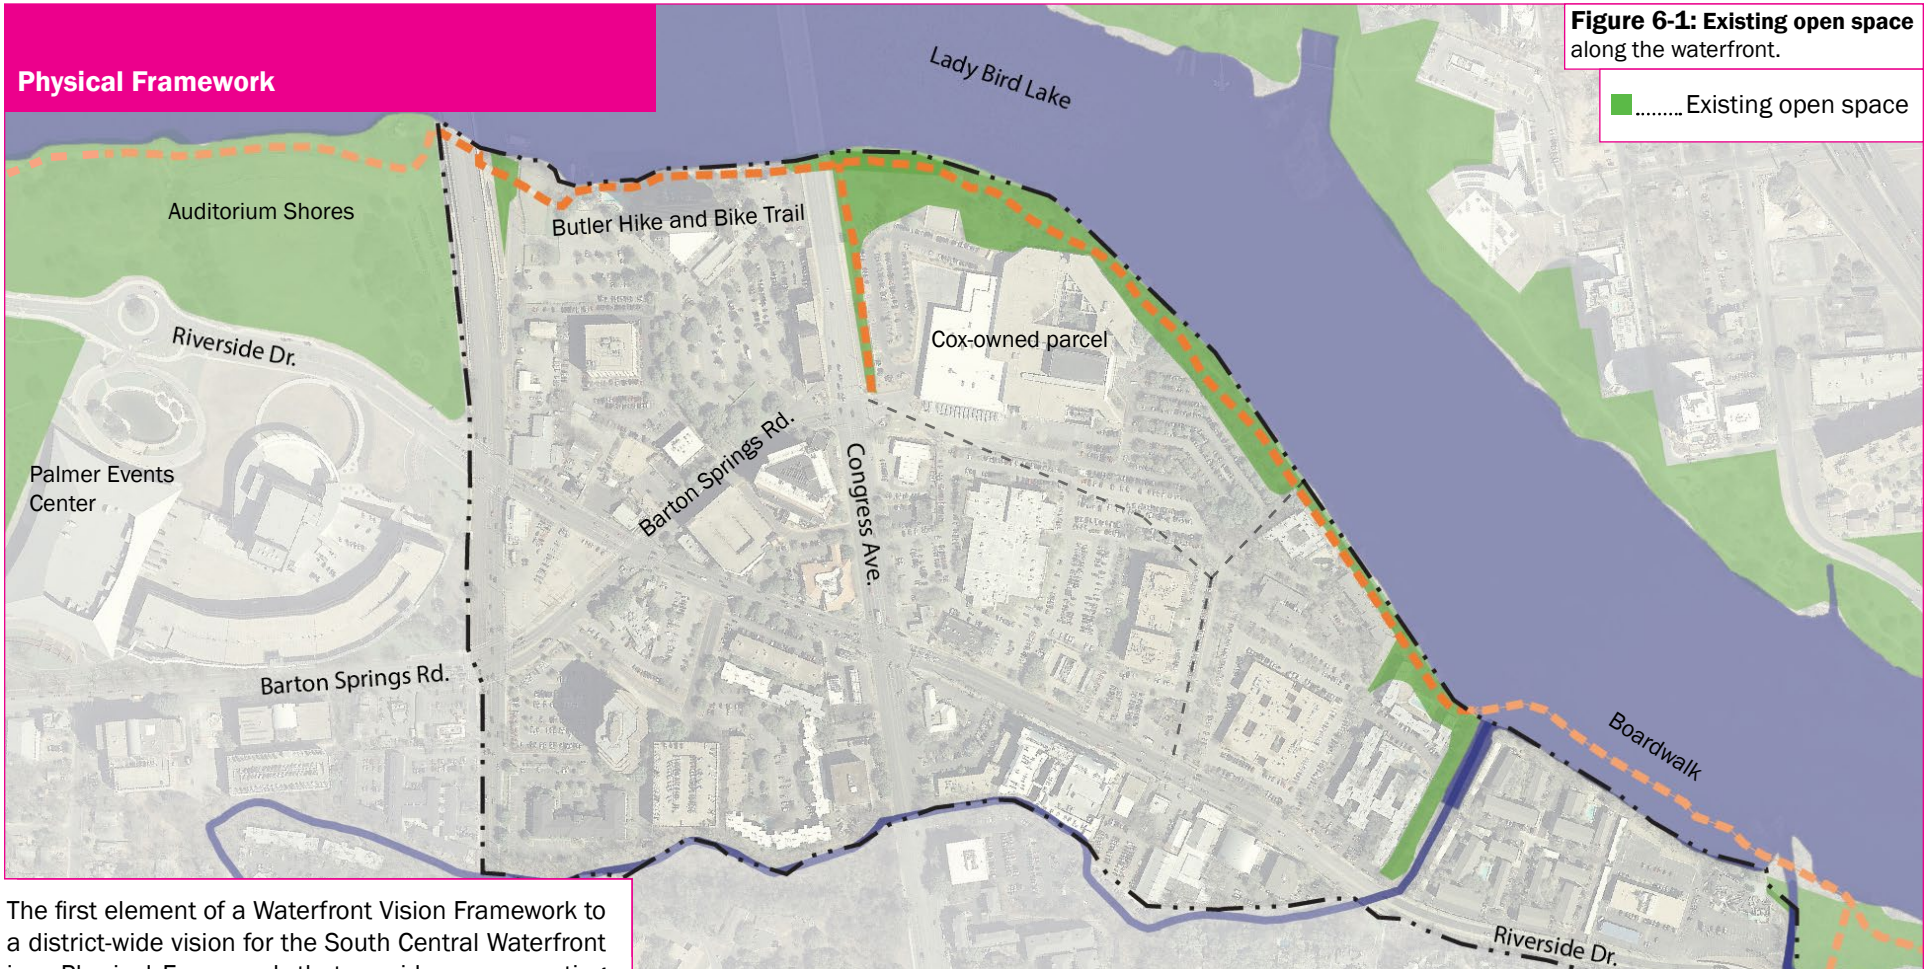 Physical Framework
Figure 6-1: Existing open space
along the waterfront.
Existing open space
Lady Bird Lake
Auditorium Shores
Butler Hike and Bike Trail
Riverside Dr.
Cox-owned parcel
Barton Springs Rd.
Congress Ave.
Palmer Events
Center
Barton Springs Rd.
Boardwalk
Riverside Dr.
The first element of a Waterfront Vision Framework to
a district-wide vision for the South Central Waterfront